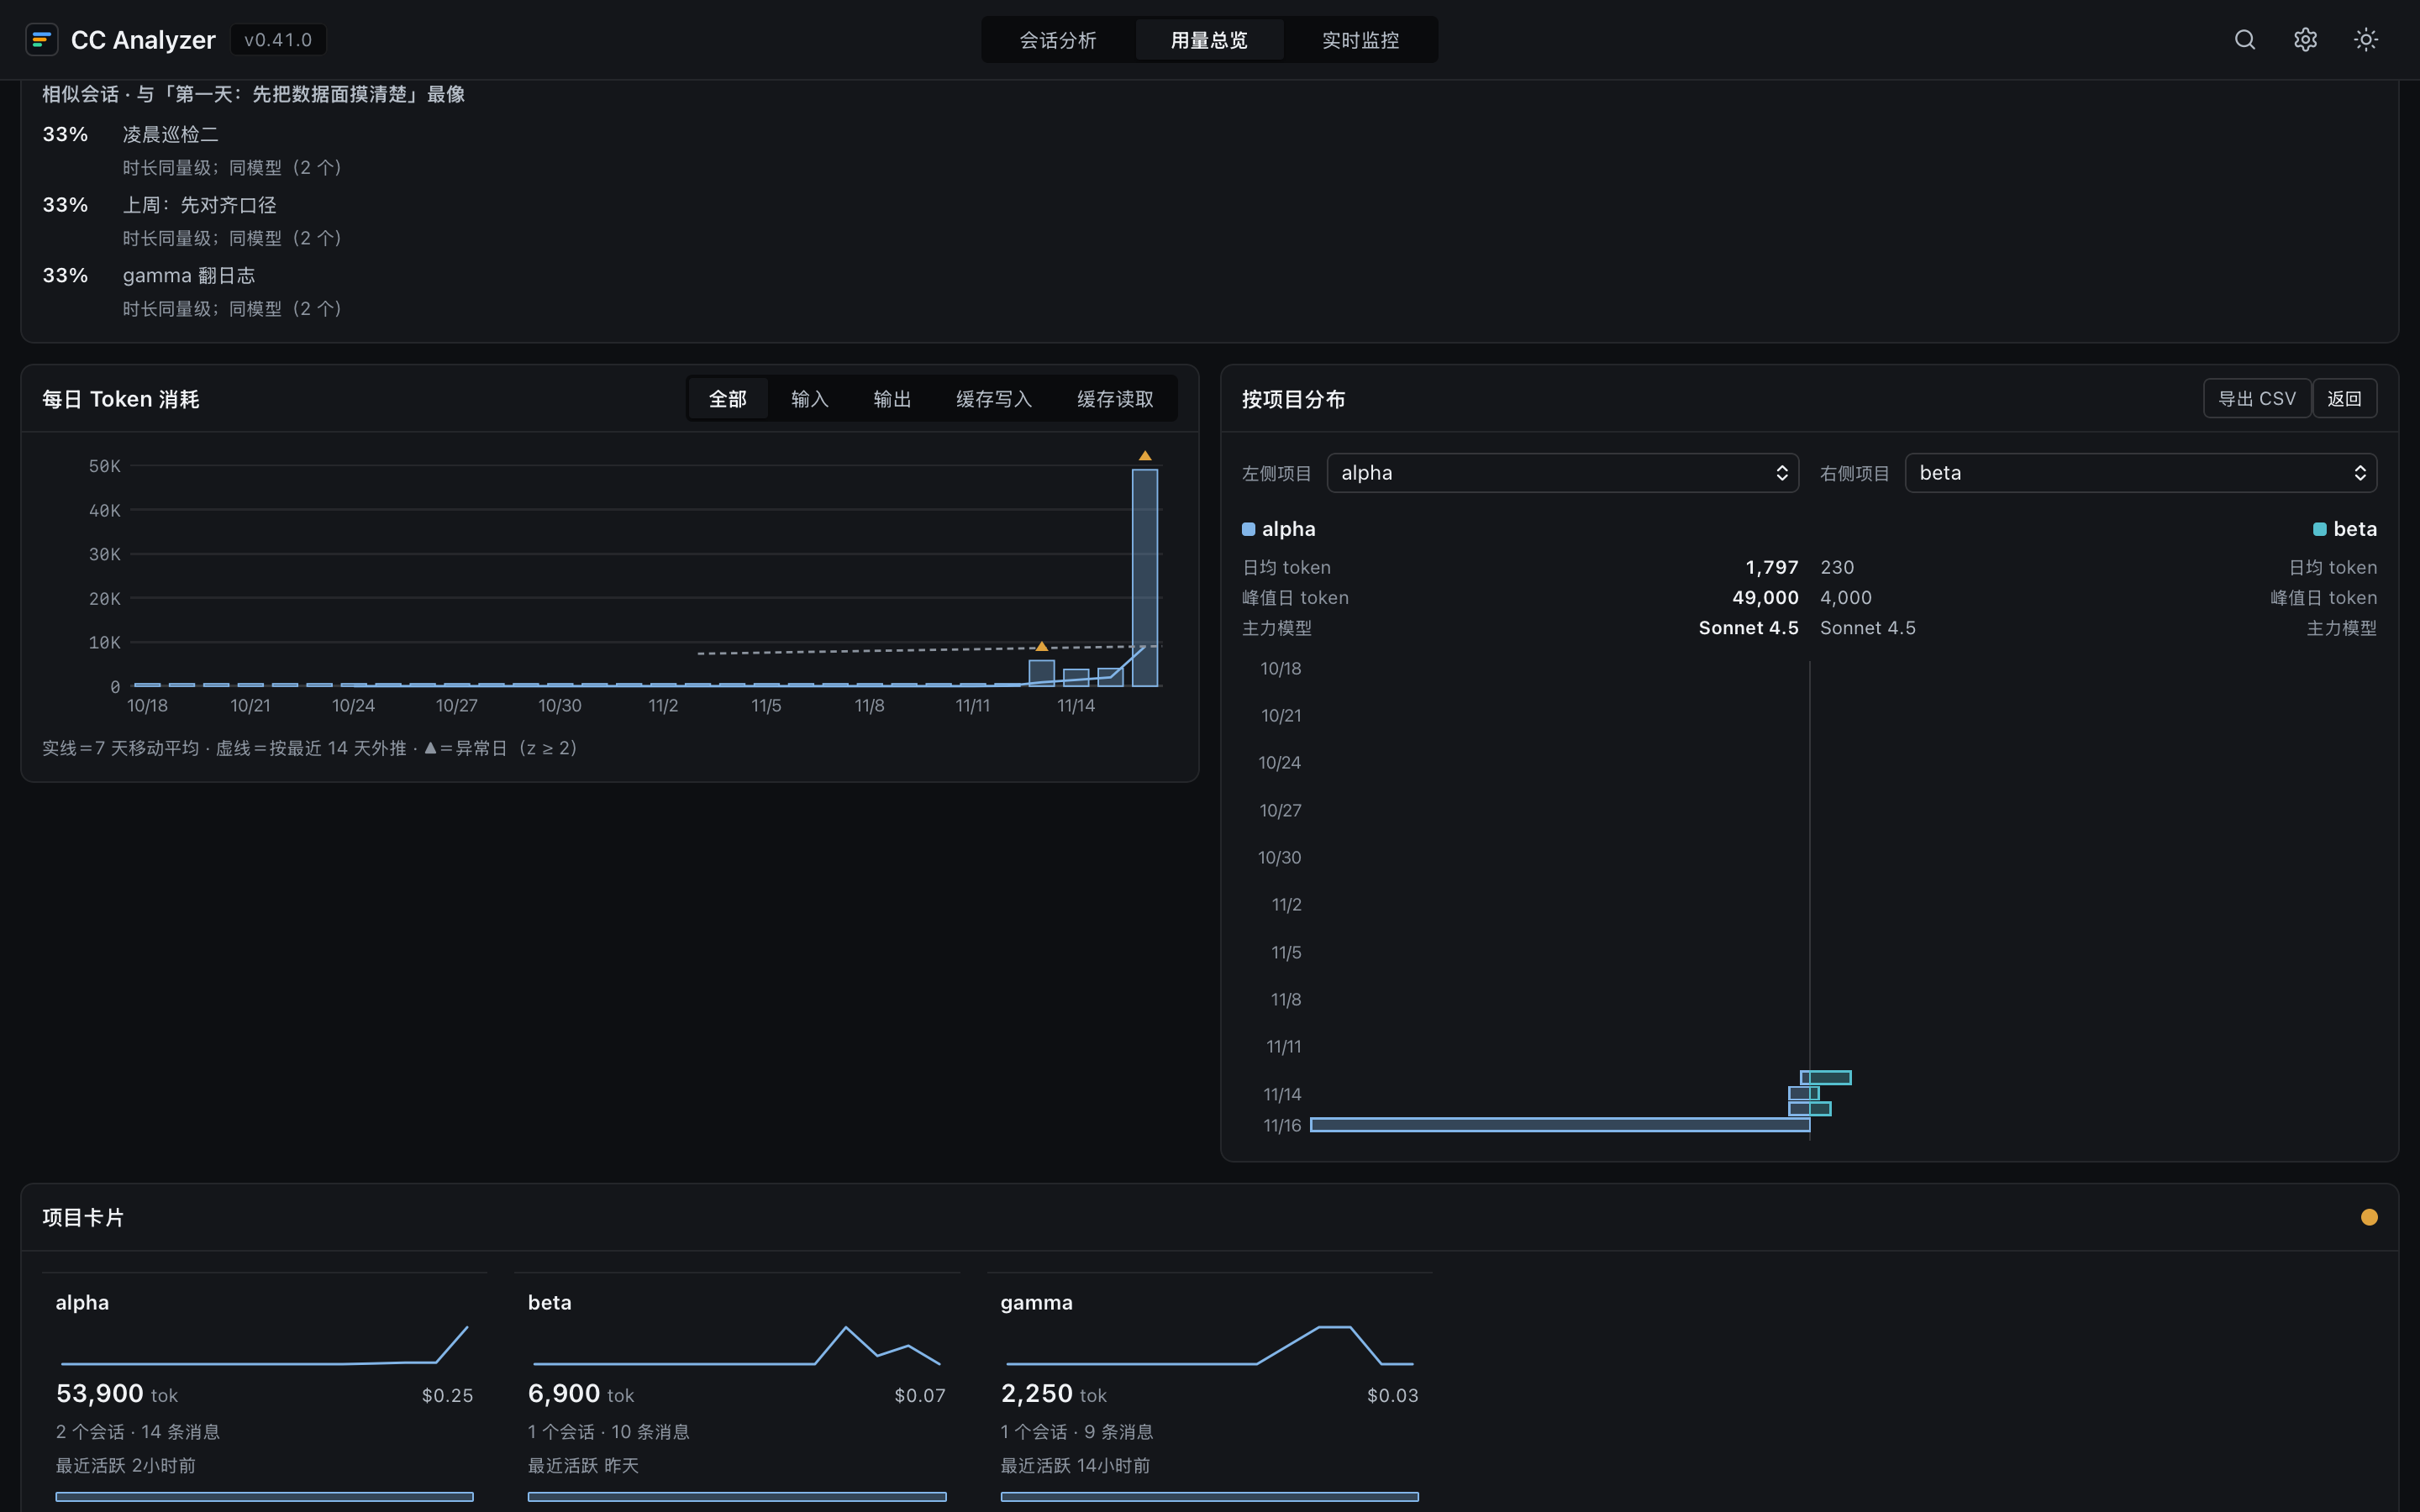 CC Analyzer v0.41.0 会话分析 用量总览 实时监控
相似会话 · 与「第一天：先把数据面摸清楚」最像
33% 凌晨巡检二
时长同量级；同模型（2 个）
33% 上周：先对齐口径
时长同量级；同模型（2 个）
33% gamma 翻日志
时长同量级；同模型（2 个）
每日 Token 消耗 全部 输入 输出 缓存写入 缓存读取
50K
40K
30K
20K
10K
0
10/18 10/21 10/24 10/27 10/30 11/2 11/5 11/8 11/11 11/14
实线＝7 天移动平均 · 虚线＝按最近 14 天外推 · ▲＝异常日（z ≥ 2）
按项目分布 导出 CSV 返回
左侧项目 alpha 右侧项目 beta
alpha beta
日均 token 1,797 230 日均 token
峰值日 token 49,000 4,000 峰值日 token
主力模型 Sonnet 4.5 Sonnet 4.5 主力模型
10/18
10/21
10/24
10/27
10/30
11/2
11/5
11/8
11/11
11/14
11/16
项目卡片
alpha
53,900 tok $0.25
2 个会话 · 14 条消息
最近活跃 2小时前
beta
6,900 tok $0.07
1 个会话 · 10 条消息
最近活跃 昨天
gamma
2,250 tok $0.03
1 个会话 · 9 条消息
最近活跃 14小时前